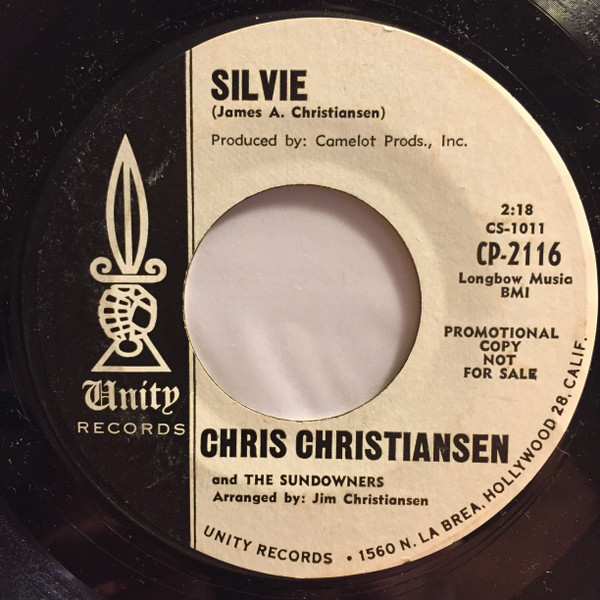 SILVIE
(James A. Christiansen)
Produced by: Camelot Prods., Inc.
2:18
CS-1011
CP-2116
Longbow Music
BMI
PROMOTIONAL
COPY
NOT
FOR SALE
Unity
RECORDS
CHRIS CHRISTIANSEN
and THE SUNDOWNERS
Arranged by: Jim Christiansen
UNITY RECORDS • 1560 N. LA BREA, HOLLYWOOD 28, CALIF.